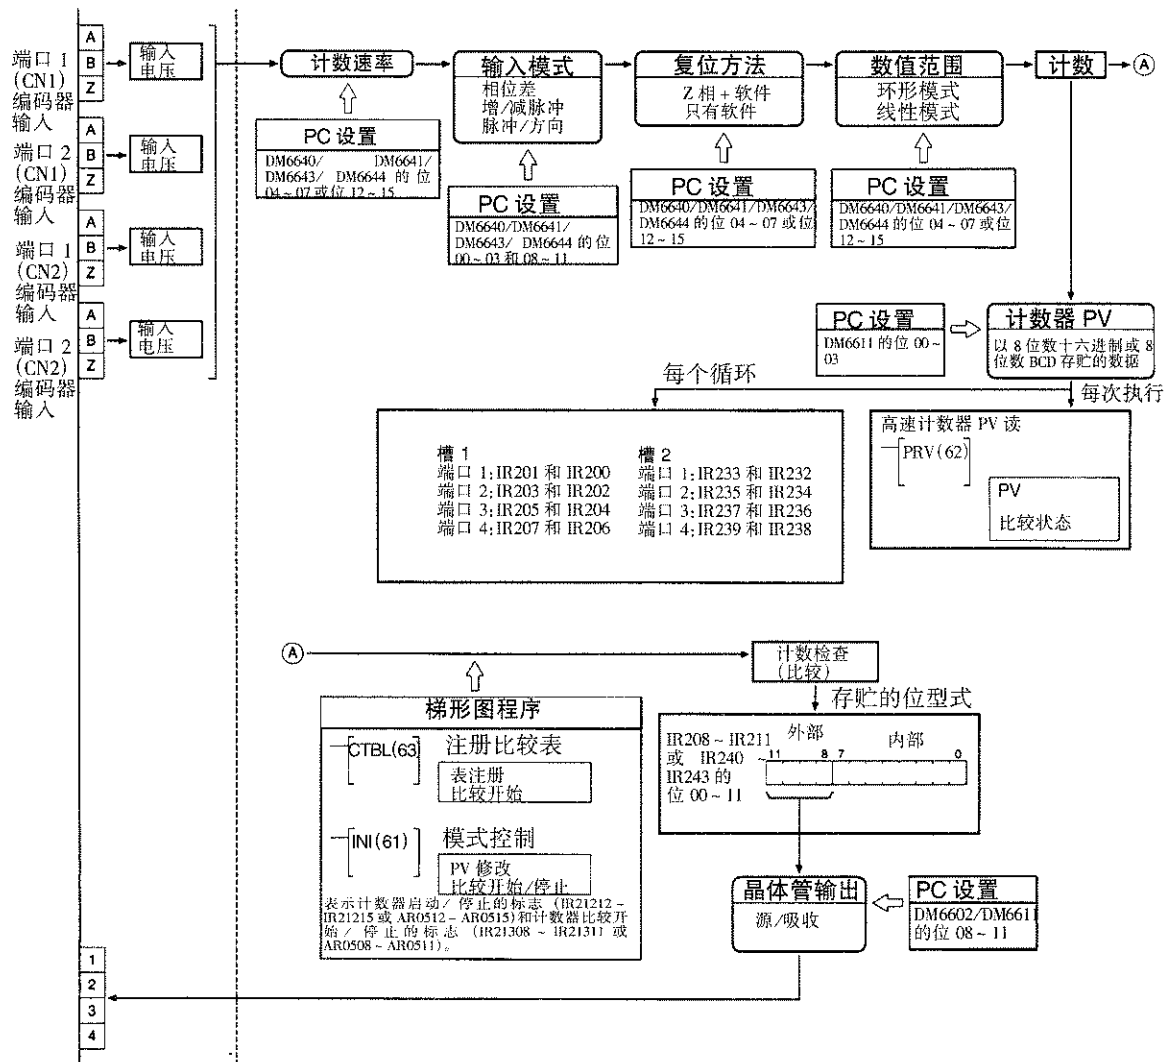 端口 1
(CN1)
编码器
输入
A
B
Z
输入
电压
端口 2
(CN1)
编码器
输入
A
B
Z
输入
电压
端口 1
(CN2)
编码器
输入
A
B
Z
输入
电压
端口 2
(CN2)
编码器
输入
A
B
Z
输入
电压
计数速率
PC 设置
DM6640/ DM6641/
DM6643/ DM6644 的位
04~07 或位 12~15
输入模式
相位差
增/减脉冲
脉冲/方向
PC 设置
DM6640/DM6641/
DM6643/ DM6644 的位
00~03 和 08~11
复位方法
Z 相 + 软件
只有软件
PC 设置
DM6640/DM6641/DM6643/
DM6644 的位 04~07 或位
12~15
数值范围
环形模式
线性模式
PC 设置
DM6640/DM6641/DM6643/
DM6644 的位 04~07 或位
12~15
计数
A
PC 设置
DM6611 的位 00~
03
计数器 PV
以 8 位数十六进制或 8
位数 BCD 存贮的数据
每个循环
每次执行
槽 1
端口 1:IR201 和 IR200
端口 2:IR203 和 IR202
端口 3:IR205 和 IR204
端口 4:IR207 和 IR206
槽 2
端口 1:IR233 和 IR232
端口 2:IR235 和 IR234
端口 3:IR237 和 IR236
端口 4:IR239 和 IR238
高速计数器 PV 读
PRV(62)
PV
比较状态
A
计数检查
(比较)
梯形图程序
CTBL(63)
注册比较表
表注册
比较开始
INI(61)
模式控制
PV 修改
比较开始/停止
表示计数器启动/ 停止的标志 (IR21212~
IR21215 或 AR0512~AR0515)和计数器比较开
始/ 停止的标志 (IR21308 ~ IR21311 或
AR0508~AR0511)。
存贮的位型式
IR208~IR211
或 IR240 ~
IR243 的
位 00~11
外部
内部
11 8 7 0
晶体管输出
源/吸收
PC 设置
DM6602/DM6611
的位 08~11
1
2
3
4